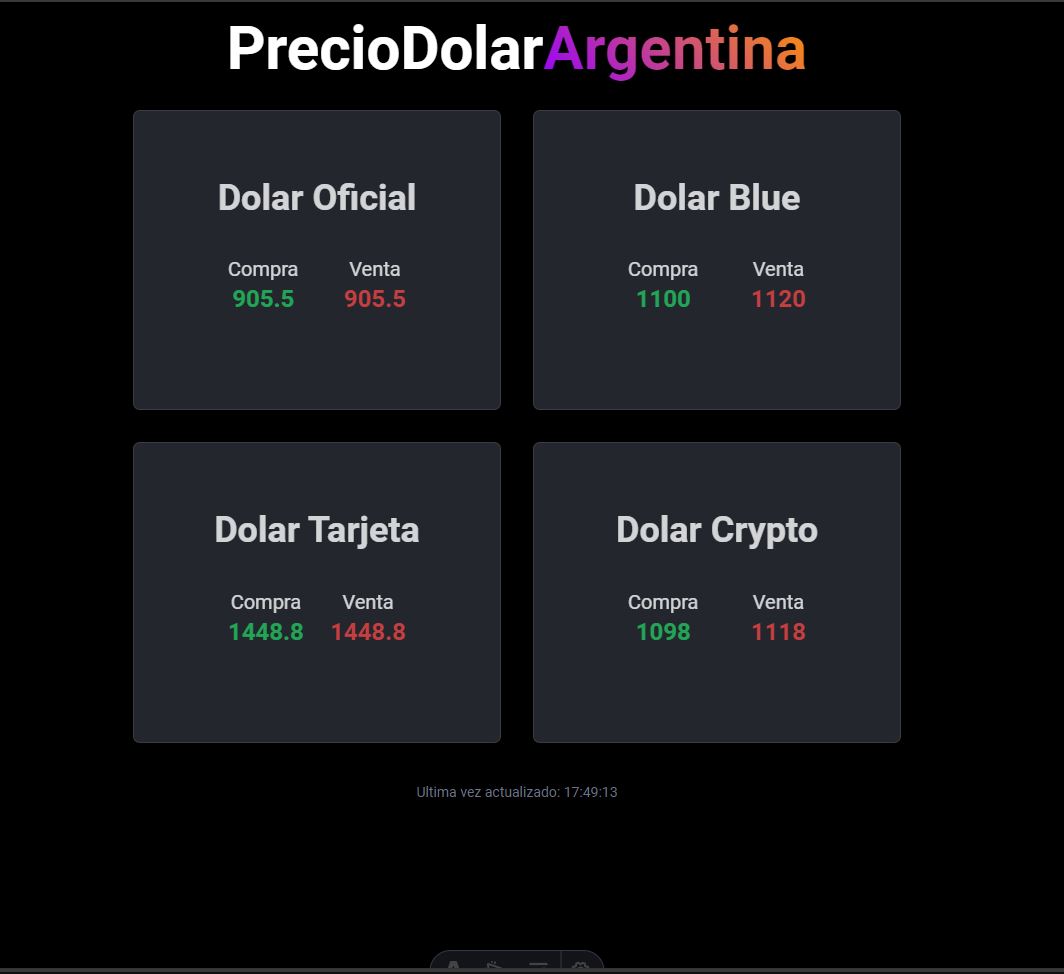 PrecioDolarArgentina
Dolar Oficial
Compra Venta
905.5 905.5
Dolar Blue
Compra Venta
1100 1120
Dolar Tarjeta
Compra Venta
1448.8 1448.8
Dolar Crypto
Compra Venta
1098 1118
Ultima vez actualizado: 17:49:13